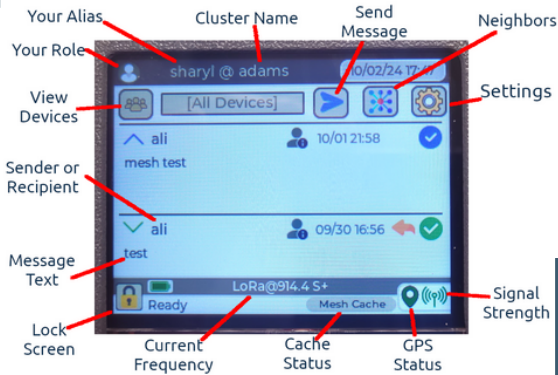 Your Alias
Cluster Name
Send
Message
Neighbors
Your Role
sharyl @ adams
10/02/24 17:47
View
Devices
[All Devices]
Settings
ali
10/01 21:58
mesh test
Sender or
Recipient
ali
09/30 16:56
test
Message
Text
LoRa@914.4 S+
Ready
Mesh Cache
Signal
Strength
Lock
Screen
Current
Frequency
Cache
Status
GPS
Status